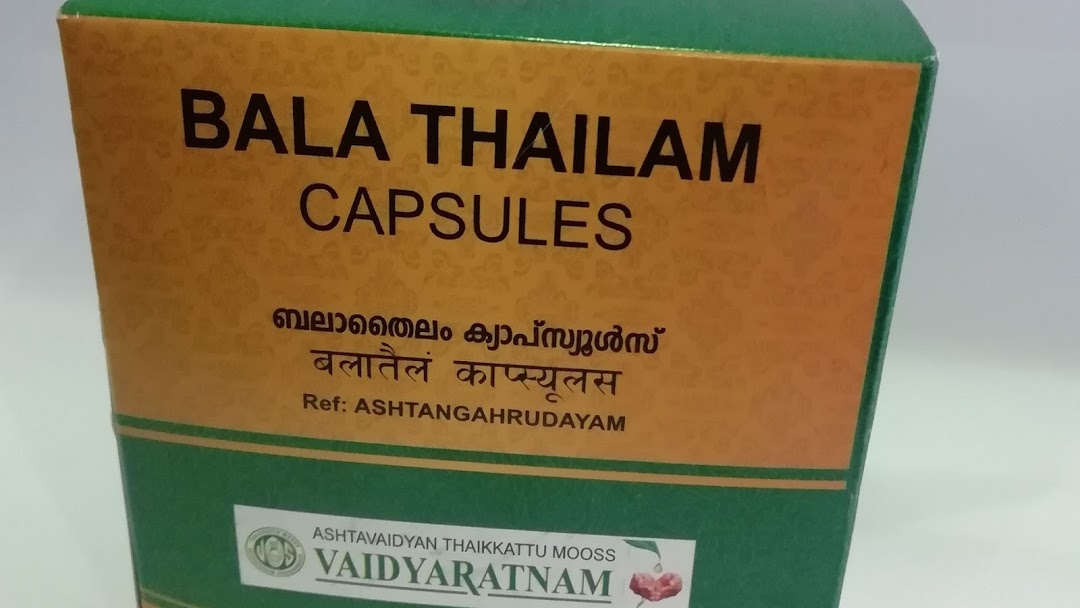 BALA THAILAM
CAPSULES
ബലാതൈലം ക്യാപ്സ്യൂൾസ്
बलातैलं काप्स्यूलस
Ref: ASHTANGAHRUDAYAM
ASHTAVAIDYAN THAIKKATTU MOOSS
VAIDYARATNAM